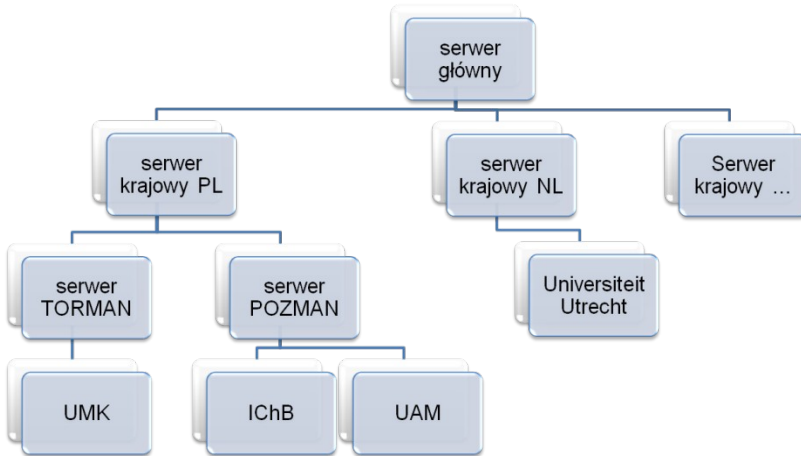 serwer
główny
serwer
krajowy PL
serwer
krajowy NL
Serwer
krajowy ...
serwer
TORMAN
serwer
POZMAN
Universiteit
Utrecht
UMK
IChB
UAM